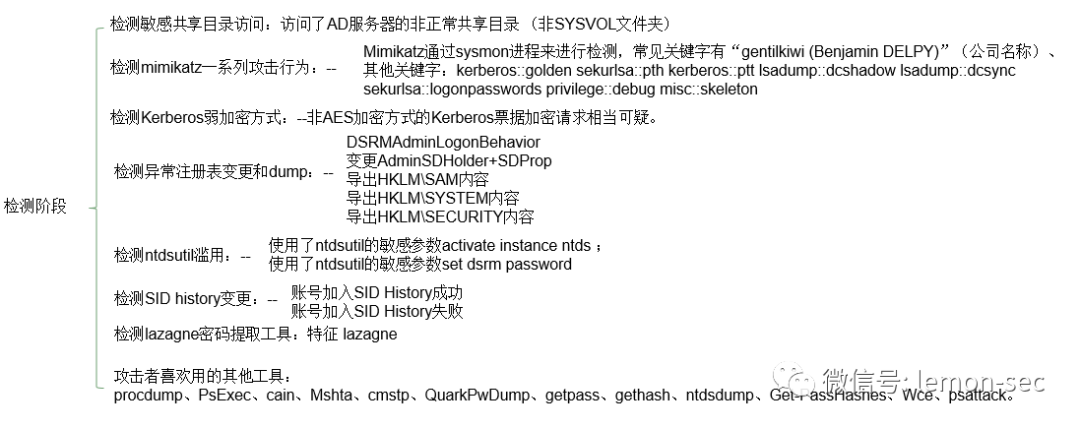 检测敏感共享目录访问：访问了AD服务器的非正常共享目录 （非SYSVOL文件夹）
检测mimikatz一系列攻击行为：--
Mimikatz通过sysmon进程来进行检测，常见关键字有“gentilkiwi (Benjamin DELPY)”（公司名称）、
其他关键字：kerberos::golden sekurlsa::pth kerberos::ptt lsadump::dcshadow lsadump::dcsync
sekurlsa::logonpasswords privilege::debug misc::skeleton
检测Kerberos弱加密方式：--非AES加密方式的Kerberos票据加密请求相当可疑。
检测异常注册表变更和dump：--
DSRMAdminLogonBehavior
变更AdminSDHolder+SDProp
导出HKLM\SAM内容
导出HKLM\SYSTEM内容
导出HKLM\SECURITY内容
检测阶段
检测ntdsutil滥用：--
使用了ntdsutil的敏感参数activate instance ntds；
使用了ntdsutil的敏感参数set dsrm password
检测SID history变更：--
账号加入SID History成功
账号加入SID History失败
检测lazagne密码提取工具：特征 lazagne
攻击者喜欢用的其他工具：
procdump、PsExec、cain、Mshta、cmstp、QuarkPwDump、getpass、gethash、ntdsdump、Get-PassHashes、Wce、psattack。
微信号: lemon-sec